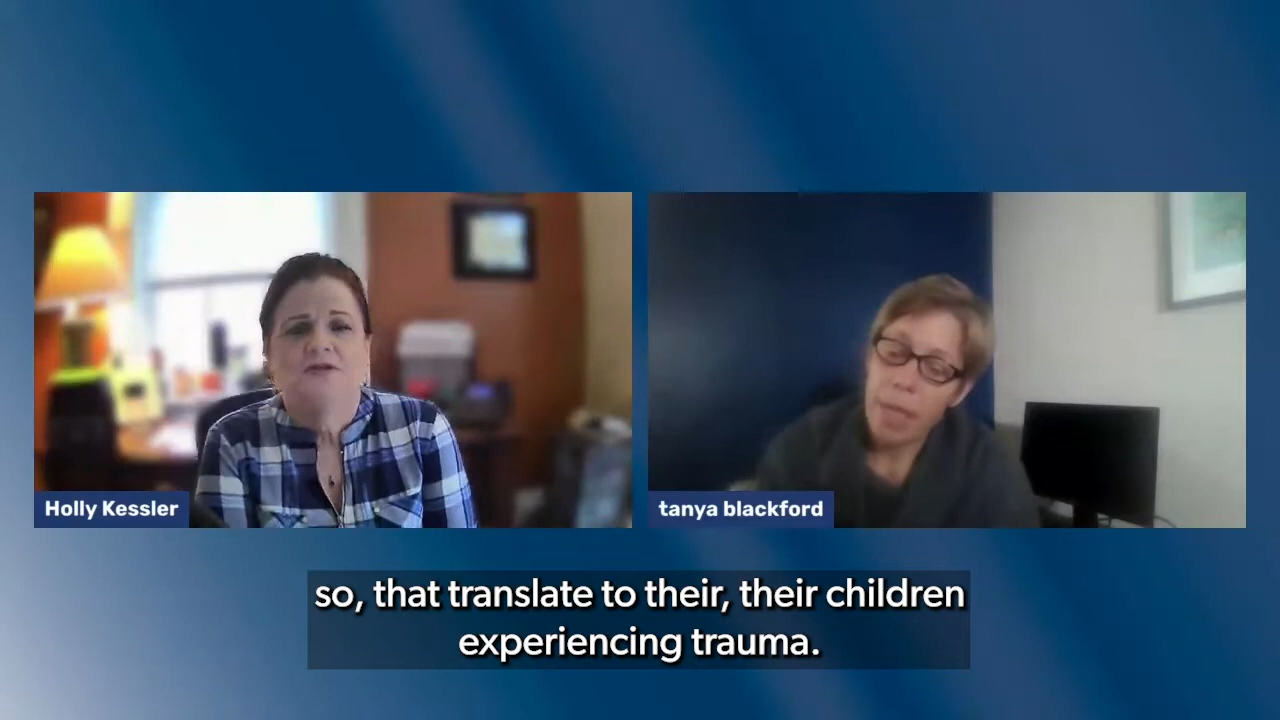 Holly Kessler
tanya blackford
so, that translate to their, their children
experiencing trauma.